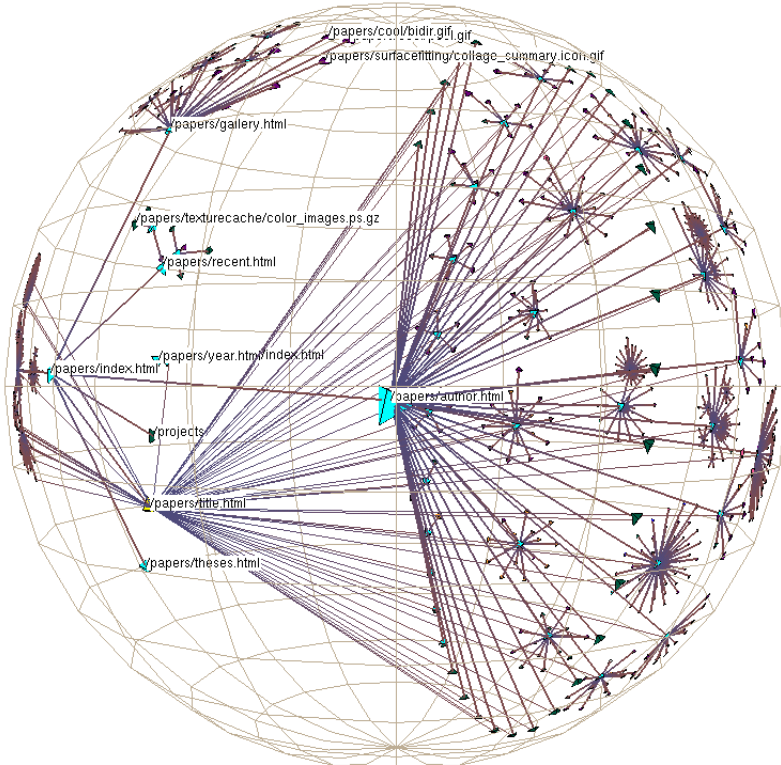 /papers/cool/bidir.gif
/papers/surfacefitting/collage_summary.icon.gif
/papers/gallery.html
/papers/texturecache/color_images.ps.gz
/papers/recent.html
/papers/year.html
/index.html
/papers/index.html
/papers/author.html
/projects
/papers/title.html
/papers/theses.html